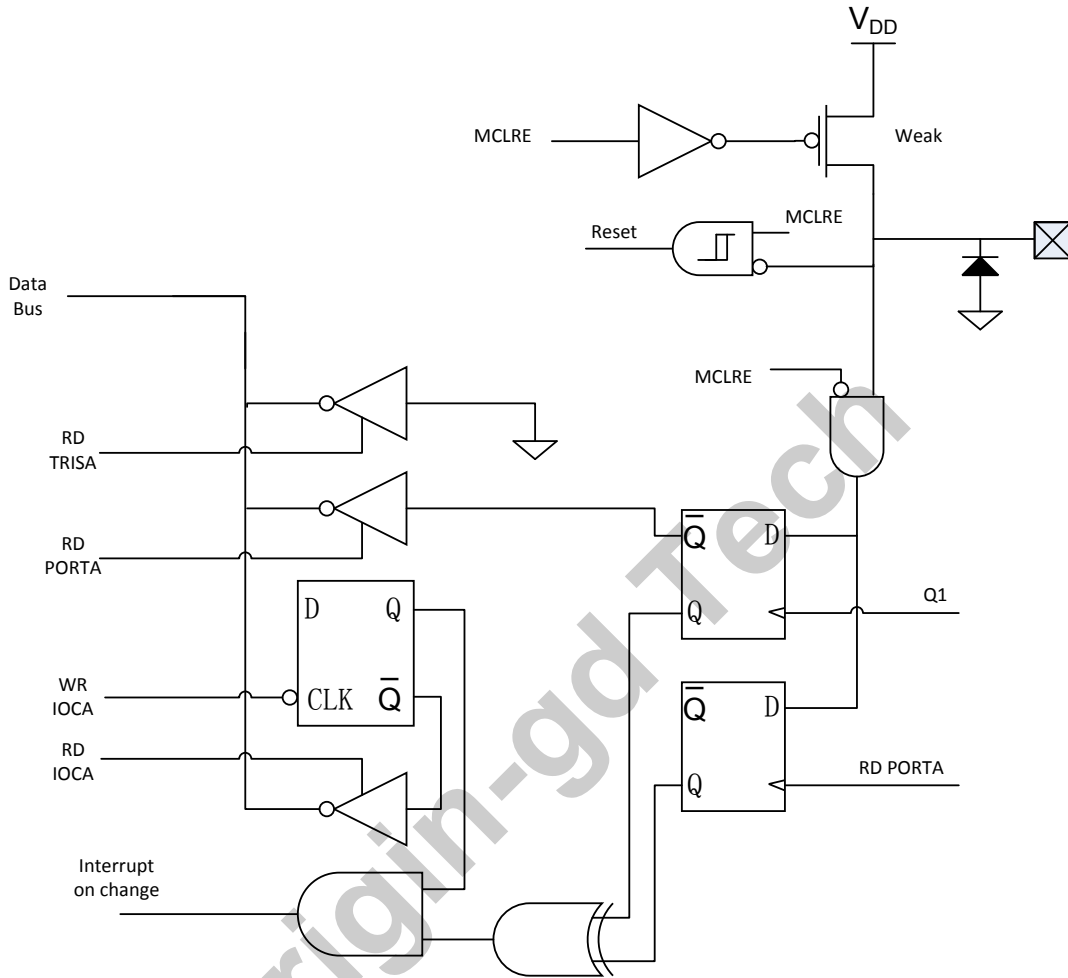 VDD
MCLRE
Weak
MCLRE
Reset
Data
Bus
MCLRE
RD
TRISA
RD
PORTA
Q
D
Q
Q1
D
Q
WR
IOCA
CLK
Q
Q
D
RD
IOCA
Q
RD PORTA
Interrupt
on change
rigin-gd Tech